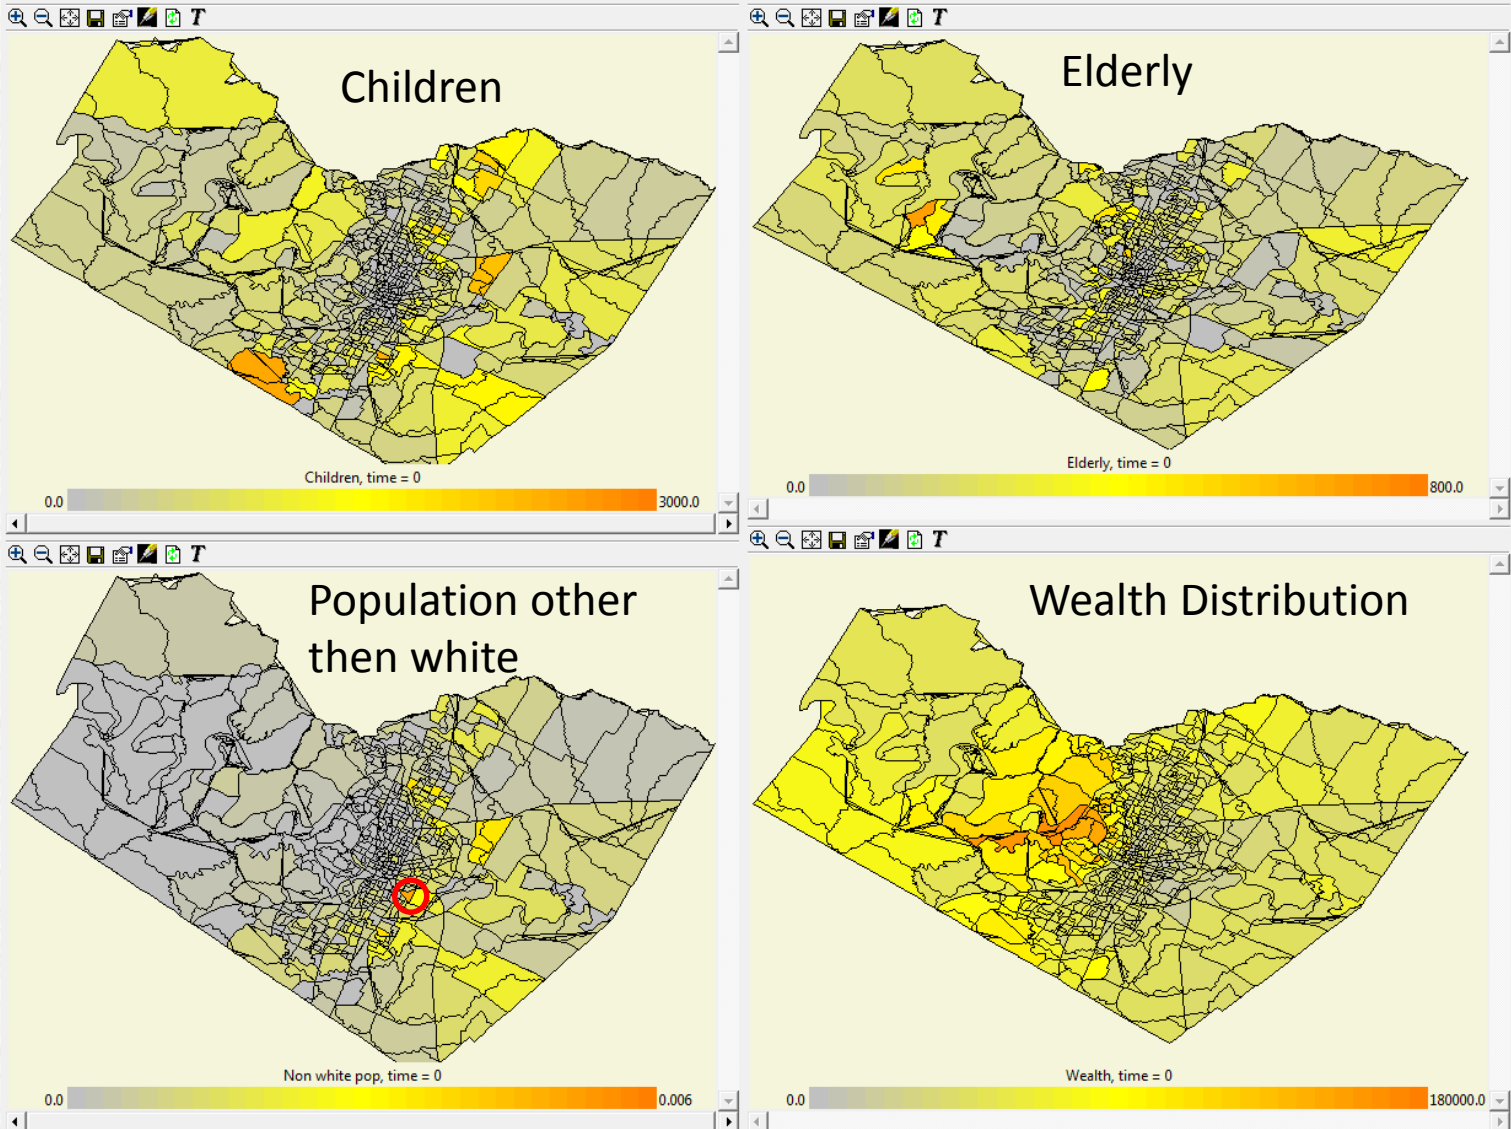 T
Children
Children, time = 0
0.0
3000.0
T
Elderly
Elderly, time = 0
0.0
800.0
T
Population other
then white
Non white pop, time = 0
0.0
0.006
T
Wealth Distribution
Wealth, time = 0
0.0
180000.0